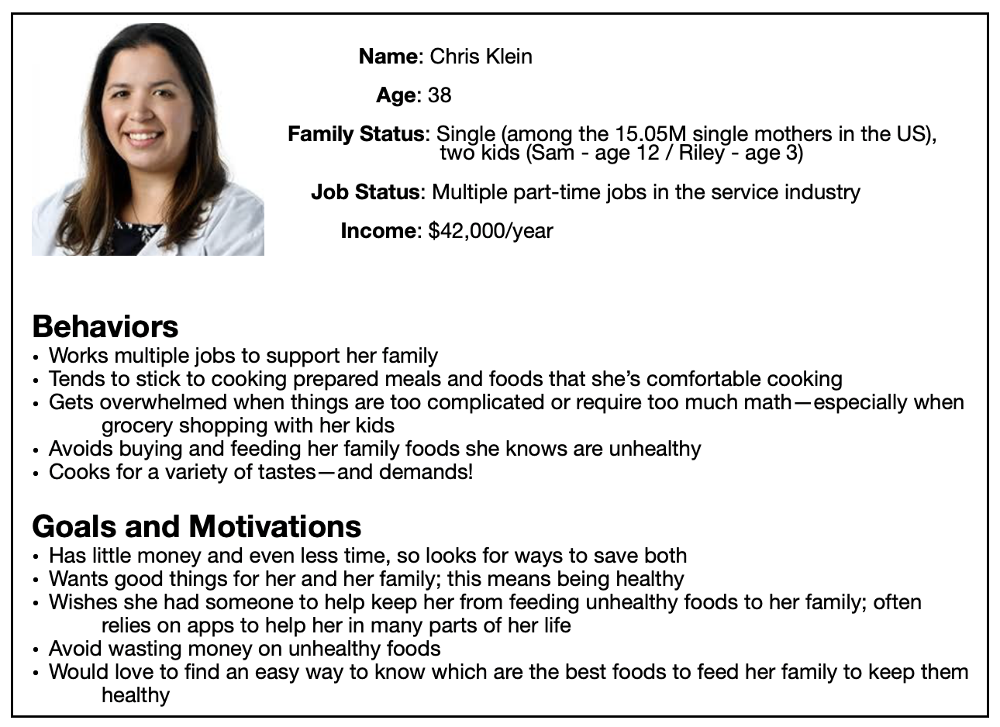 Name: Chris Klein
Age: 38
Family Status: Single (among the 15.05M single mothers in the US),
two kids (Sam - age 12 / Riley - age 3)
Job Status: Multiple part-time jobs in the service industry
Income: $42,000/year
Behaviors
• Works multiple jobs to support her family
• Tends to stick to cooking prepared meals and foods that she’s comfortable cooking
• Gets overwhelmed when things are too complicated or require too much math—especially when
grocery shopping with her kids
• Avoids buying and feeding her family foods she knows are unhealthy
• Cooks for a variety of tastes—and demands!
Goals and Motivations
• Has little money and even less time, so looks for ways to save both
• Wants good things for her and her family; this means being healthy
• Wishes she had someone to help keep her from feeding unhealthy foods to her family; often
relies on apps to help her in many parts of her life
• Avoid wasting money on unhealthy foods
• Would love to find an easy way to know which are the best foods to feed her family to keep them
healthy